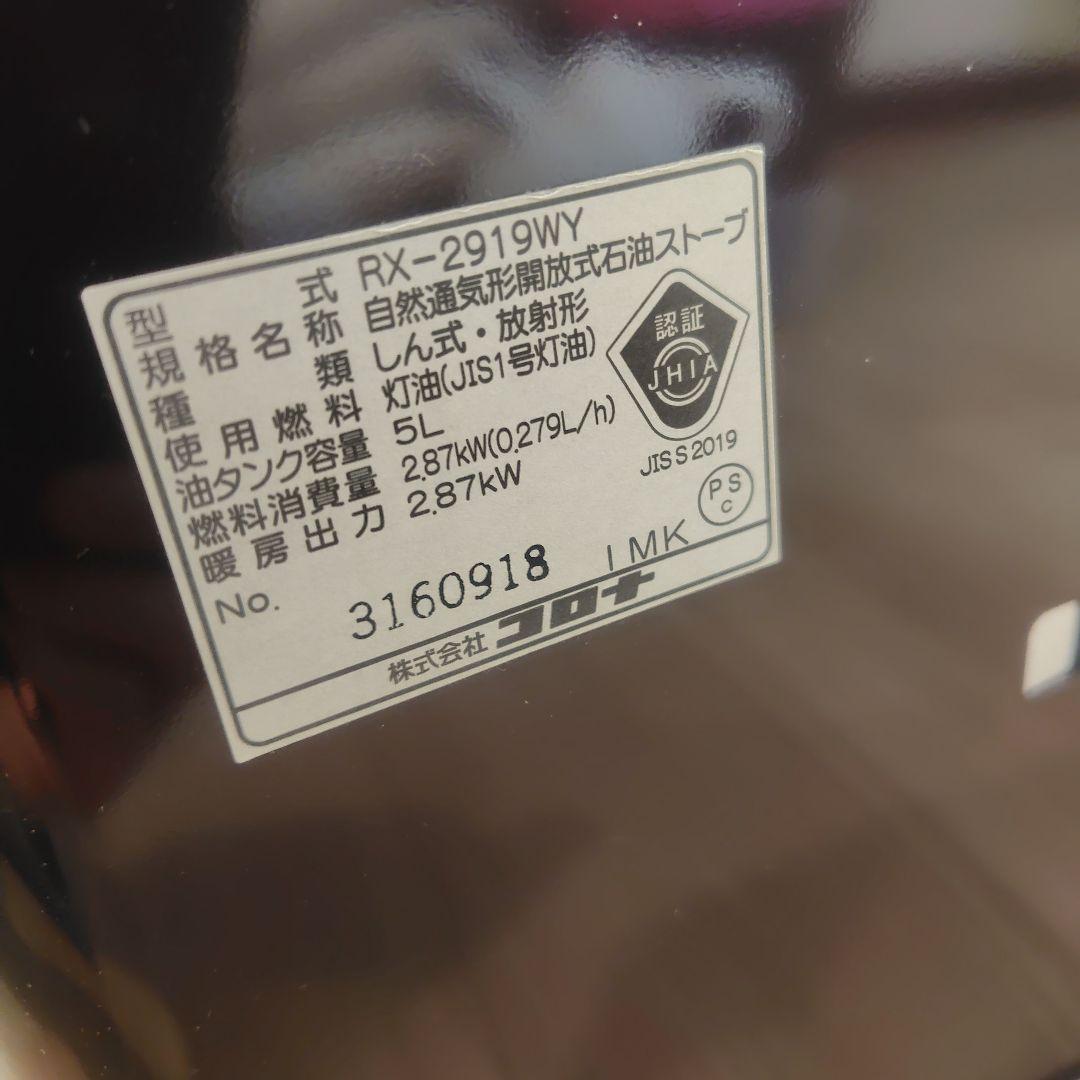 型式 RX-2919WY
規格名称 自然通気形開放式石油ストーブ
種類 しん式・放射形
使用燃料 灯油(JIS1号灯油)
油タンク容量 5L
燃料消費量 2.87kW(0.279L/h)
暖房出力 2.87kW
認証
JHIA
JIS S 2019
PS
C
No. 3160918 IMK
株式会社 コロナ